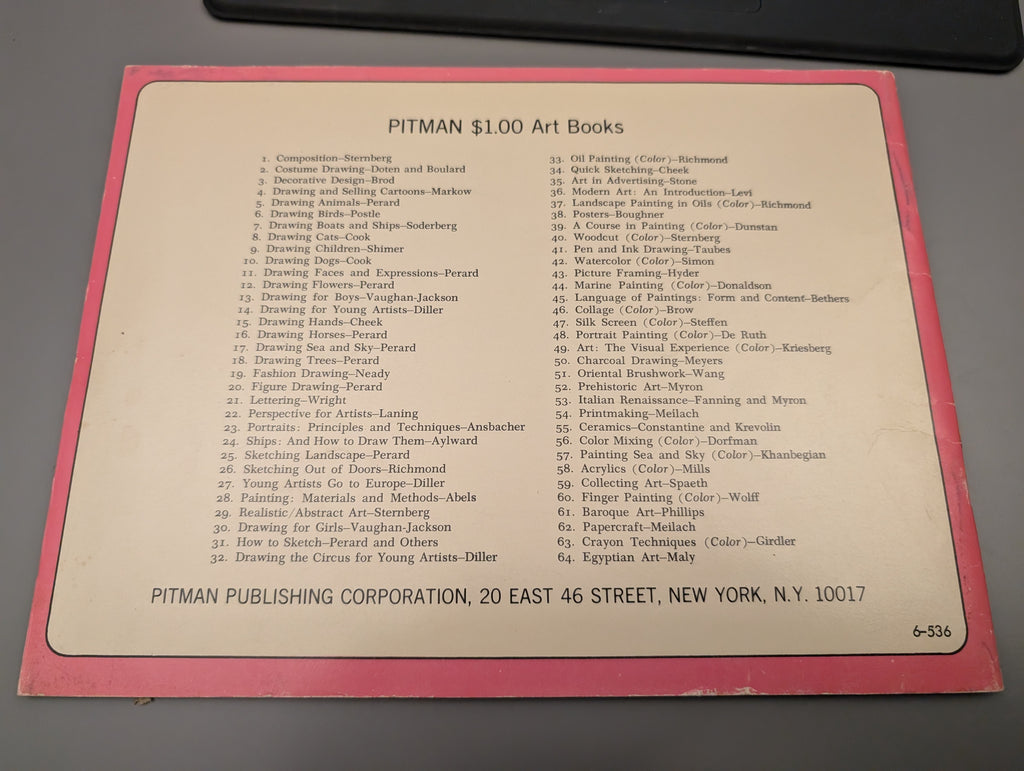 PITMAN $1.00 Art Books
1. Composition—Sternberg
2. Costume Drawing—Doten and Boulard
3. Decorative Design—Brod
4. Drawing and Selling Cartoons—Markow
5. Drawing Animals—Perard
6. Drawing Birds—Postle
7. Drawing Boats and Ships—Soderberg
8. Drawing Cats—Cook
9. Drawing Children—Shimer
10. Drawing Dogs—Cook
11. Drawing Faces and Expressions—Perard
12. Drawing Flowers—Perard
13. Drawing for Boys—Vaughan-Jackson
14. Drawing for Young Artists—Diller
15. Drawing Hands—Cheek
16. Drawing Horses—Perard
17. Drawing Sea and Sky—Perard
18. Drawing Trees—Perard
19. Fashion Drawing—Neady
20. Figure Drawing—Perard
21. Lettering—Wright
22. Perspective for Artists—Laning
23. Portraits: Principles and Techniques—Ansbacher
24. Ships: And How to Draw Them—Aylward
25. Sketching Landscape—Perard
26. Sketching Out of Doors—Richmond
27. Young Artists Go to Europe—Diller
28. Painting: Materials and Methods—Abels
29. Realistic/Abstract Art—Sternberg
30. Drawing for Girls—Vaughan-Jackson
31. How to Sketch—Perard and Others
32. Drawing the Circus for Young Artists—Diller
33. Oil Painting (Color)—Richmond
34. Quick Sketching—Cheek
35. Art in Advertising—Stone
36. Modern Art: An Introduction—Levi
37. Landscape Painting in Oils (Color)—Richmond
38. Posters—Boughner
39. A Course in Painting (Color)—Dunstan
40. Woodcut (Color)—Sternberg
41. Pen and Ink Drawing—Taubes
42. Watercolor (Color)—Simon
43. Picture Framing—Hyder
44. Marine Painting (Color)—Donaldson
45. Language of Paintings: Form and Content—Bethers
46. Collage (Color)—Brow
47. Silk Screen (Color)—Steffen
48. Portrait Painting (Color)—De Ruth
49. Art: The Visual Experience (Color)—Kriesberg
50. Charcoal Drawing—Meyers
51. Oriental Brushwork—Wang
52. Prehistoric Art—Myron
53. Italian Renaissance—Fanning and Myron
54. Printmaking—Meilach
55. Ceramics—Constantine and Krevolin
56. Color Mixing (Color)—Dorfman
57. Painting Sea and Sky (Color)—Khanbegian
58. Acrylics (Color)—Mills
59. Collecting Art—Spaeth
60. Finger Painting (Color)—Wolff
61. Baroque Art—Phillips
62. Papercraft—Meilach
63. Crayon Techniques (Color)—Girdler
64. Egyptian Art—Maly
PITMAN PUBLISHING CORPORATION, 20 EAST 46 STREET, NEW YORK, N.Y. 10017
6-536